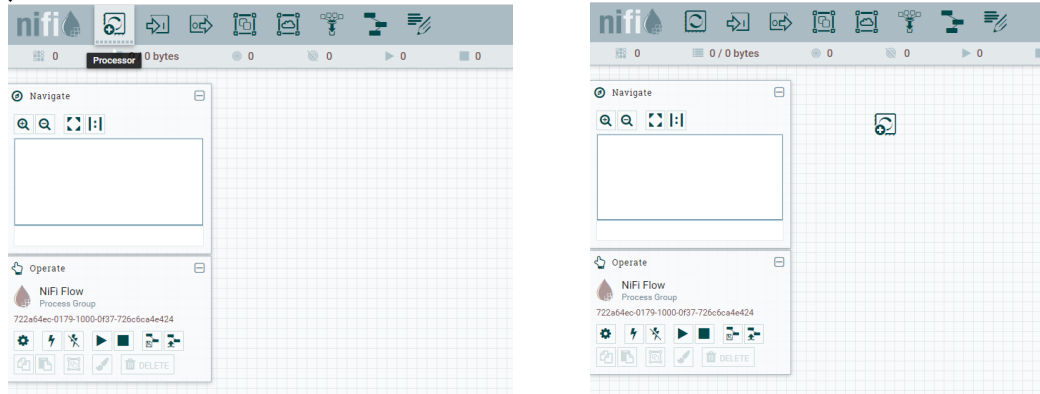 nifi
0
0 / 0 bytes
0
0
0
0
Processor
Navigate
Operate
NiFi Flow
Process Group
722a64ec-0179-1000-0f37-726c6ca4e424
DELETE
nifi
0
0 / 0 bytes
0
0
0
Navigate
Operate
NiFi Flow
Process Group
722a64ec-0179-1000-0f37-726c6ca4e424
DELETE